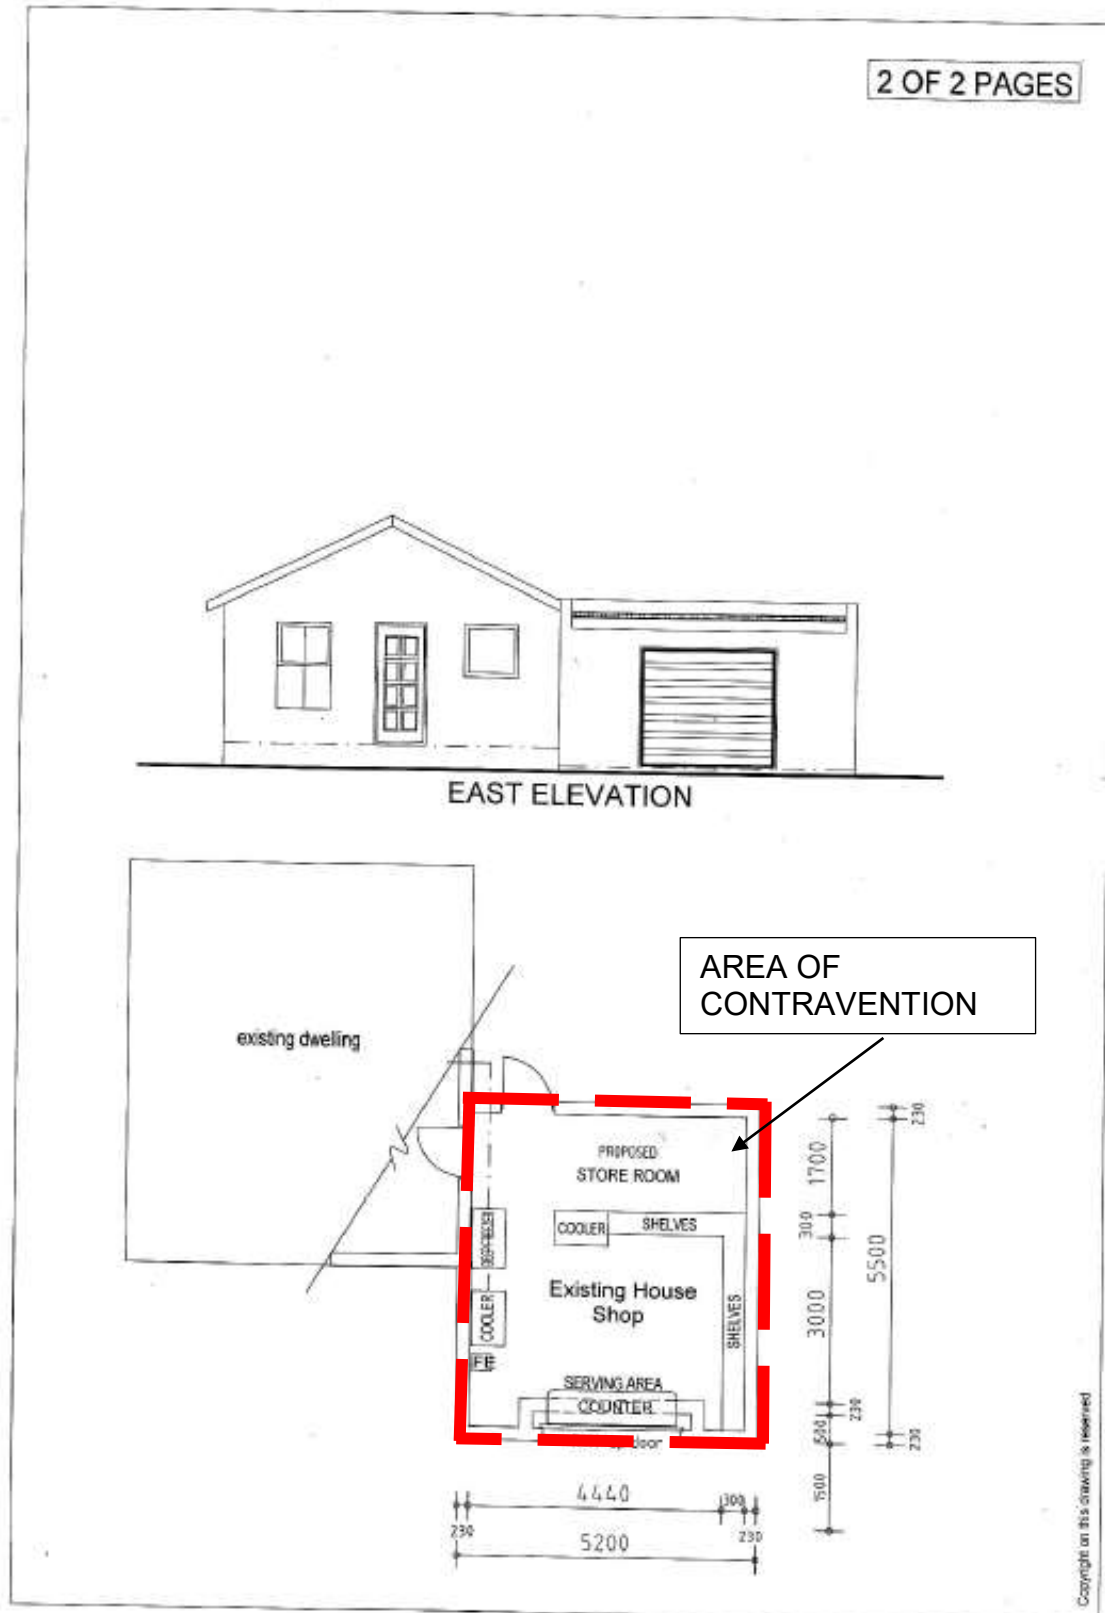 2 OF 2 PAGES
EAST ELEVATION
AREA OF
CONTRAVENTION
existing dwelling
PROPOSED
STORE ROOM
COOLER
SHELVES
DEEPFREEZER
Existing House
Shop
COOLER
SHELVES
FE
SERVING AREA
COUNTER
door
230
1700
300
5500
3000
230
500
230
1500
4440
300
230
230
5200
Copyright on this drawing is reserved